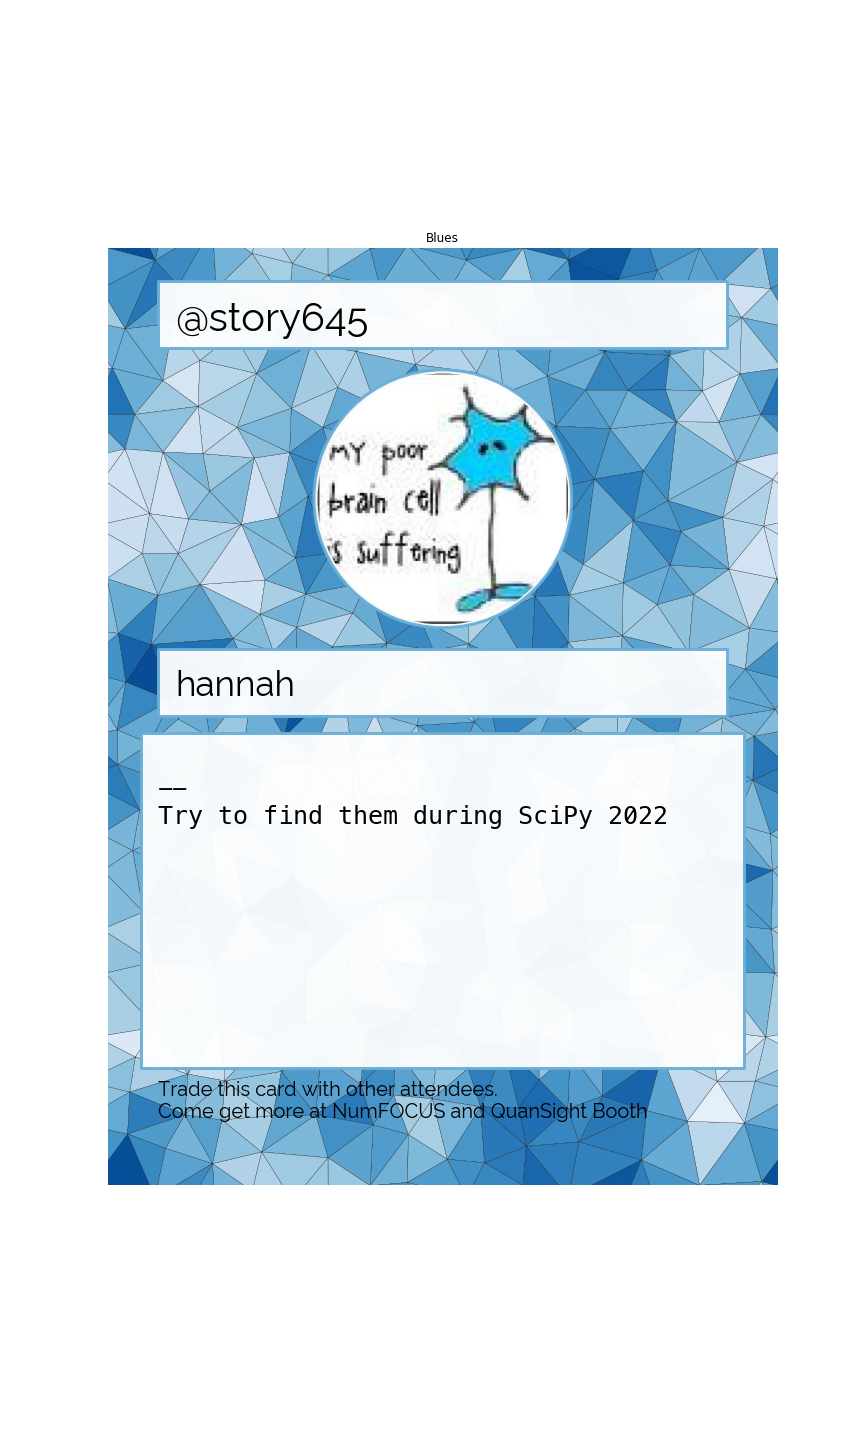 Blues
@story645
my poor
brain cell
is suffering
hannah
__
Try to find them during SciPy 2022
Trade this card with other attendees.
Come get more at NumFOCUS and QuanSight Booth